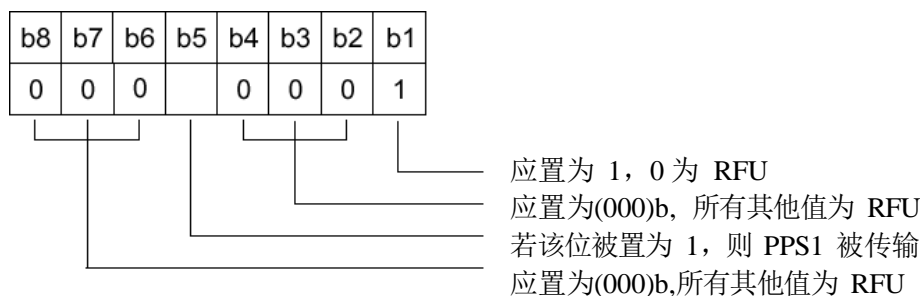 b8 b7 b6 b5 b4 b3 b2 b1
0 0 0 0 0 0 1
应置为 1，0 为 RFU
应置为(000)b, 所有其他值为 RFU
若该位被置为 1，则 PPS1 被传输
应置为(000)b,所有其他值为 RFU